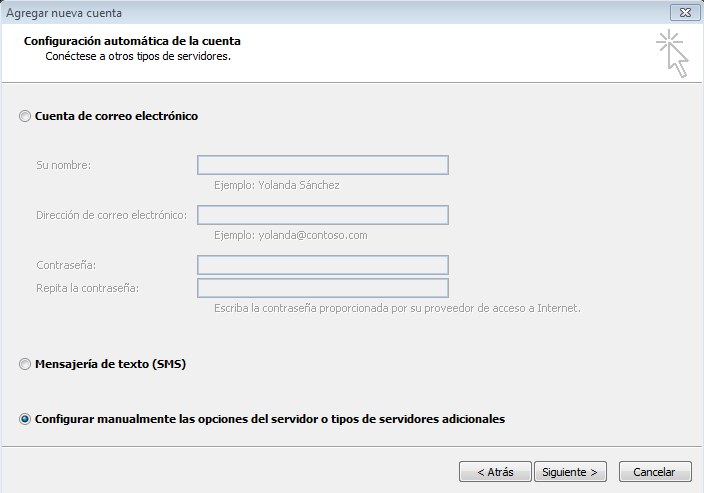 Agregar nueva cuenta
Configuración automática de la cuenta
Conéctese a otros tipos de servidores.
Cuenta de correo electrónico
Su nombre:
Ejemplo: Yolanda Sánchez
Dirección de correo electrónico:
Ejemplo: yolanda@contoso.com
Contraseña:
Repita la contraseña:
Escriba la contraseña proporcionada por su proveedor de acceso a Internet.
Mensajería de texto (SMS)
Configurar manualmente las opciones del servidor o tipos de servidores adicionales
< Atrás Siguiente > Cancelar